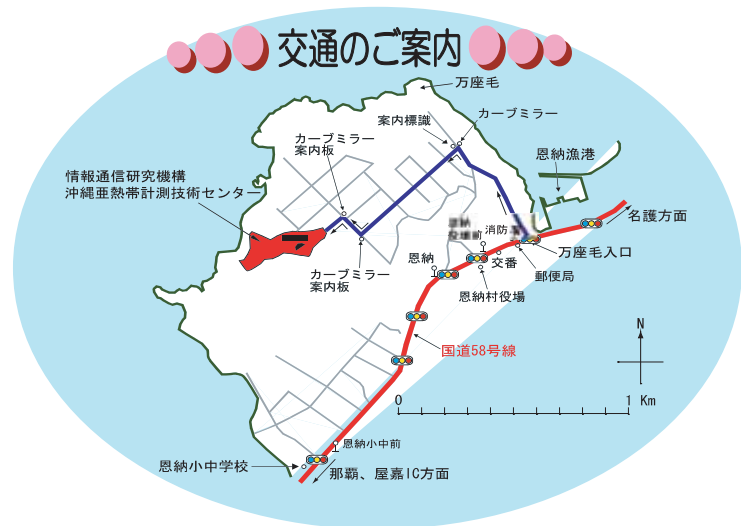 交通のご案内
万座毛
カーブミラー
案内標識
カーブミラー
案内板
恩納漁港
情報通信研究機構
沖縄亜熱帯計測技術センター
名護方面
消防
万座毛入口
恩納
交番
郵便局
カーブミラー
案内板
恩納村役場
国道58号線
N
0
1 Km
恩納小中前
恩納小中学校
那覇、屋嘉IC方面